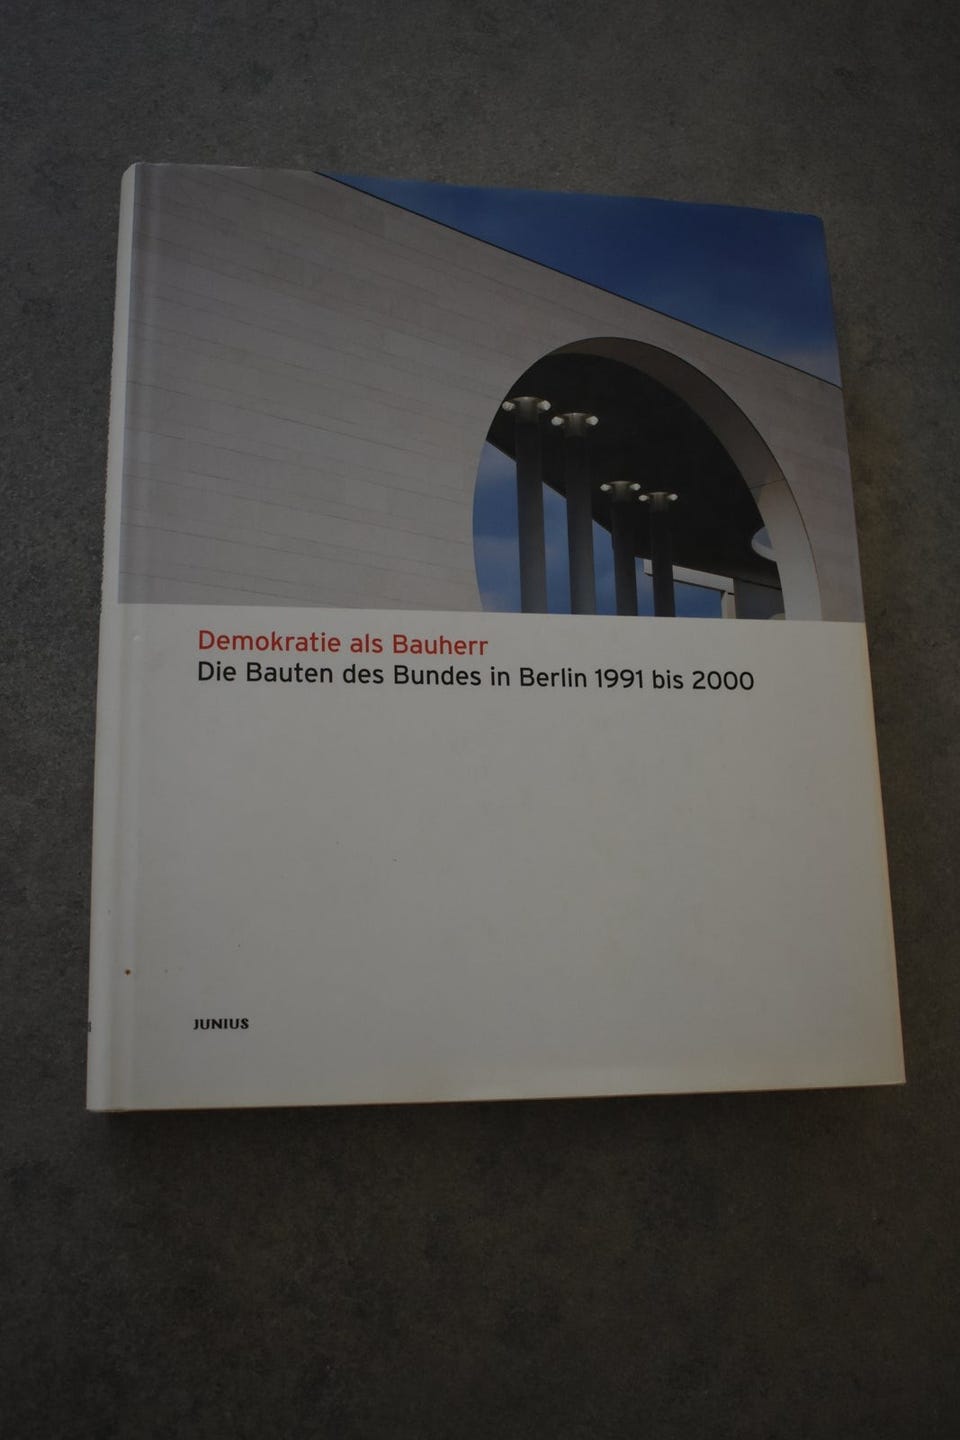 Demokratie als Bauherr
Die Bauten des Bundes in Berlin 1991 bis 2000
JUNIUS